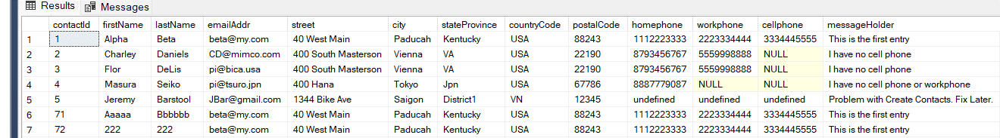 Results Messages
contactId firstName lastName emailAddr street city stateProvince countryCode postalCode homephone workphone cellphone messageHolder
1 1 Alpha Beta beta@my.com 40 West Main Paducah Kentucky USA 88243 1112223333 2223334444 3334445555 This is the first entry
2 2 Charley Daniels CD@mimco.com 400 South Masterson Vienna VA USA 22190 8793456767 5559998888 NULL I have no cell phone
3 3 Flor DeLis pi@bica.usa 400 South Masterson Vienna VA USA 22190 8793456767 5559998888 NULL I have no cell phone
4 4 Masura Seiko pi@tsuro.jpn 400 Hana Tokyo Jpn USA 67786 8887779087 NULL NULL I have no cell phone or workphone
5 5 Jeremy Barstool JBar@gmail.com 1344 Bike Ave Saigon District1 VN 12345 undefined undefined undefined Problem with Create Contacts. Fix Later.
6 71 Aaaaa Bbbbbb beta@my.com 40 West Main Paducah Kentucky USA 88243 1112223333 2223334444 3334445555 This is the first entry
7 72 222 222 beta@my.com 40 West Main Paducah Kentucky USA 88243 1112223333 2223334444 3334445555 This is the first entry